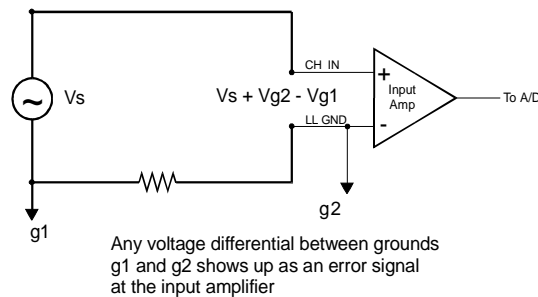 CH IN
+
Input
Amp
To A/D
~
Vs
Vs + Vg2 - Vg1
LL GND
-
g1
g2
Any voltage differential between grounds
g1 and g2 shows up as an error signal
at the input amplifier